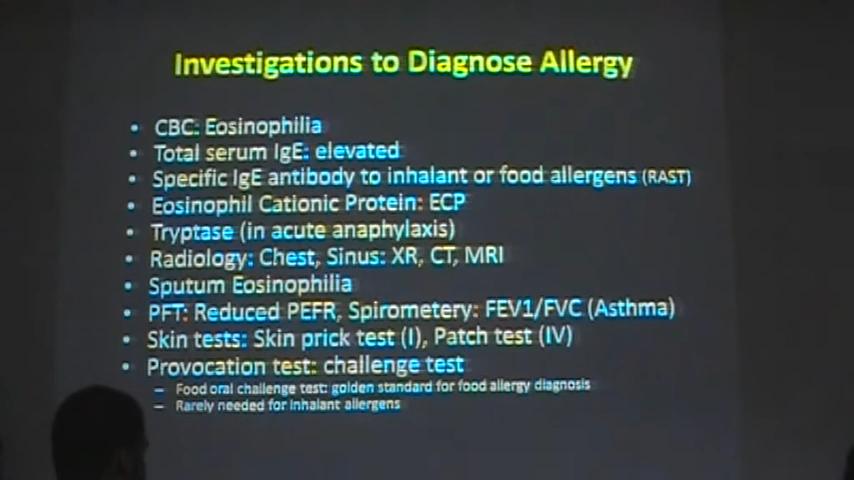 Investigations to Diagnose Allergy
• CBC: Eosinophilia
• Total serum IgE: elevated
• Specific IgE antibody to inhalant or food allergens (RAST)
• Eosinophil Cationic Protein: ECP
• Tryptase (in acute anaphylaxis)
• Radiology: Chest, Sinus: XR, CT, MRI
• Sputum Eosinophilia
• PFT: Reduced PEFR, Spirometery: FEV1/FVC (Asthma)
• Skin tests: Skin prick test (I), Patch test (IV)
• Provocation test: challenge test
– Food oral challenge test: golden standard for food allergy diagnosis
– Rarely needed for inhalant allergens